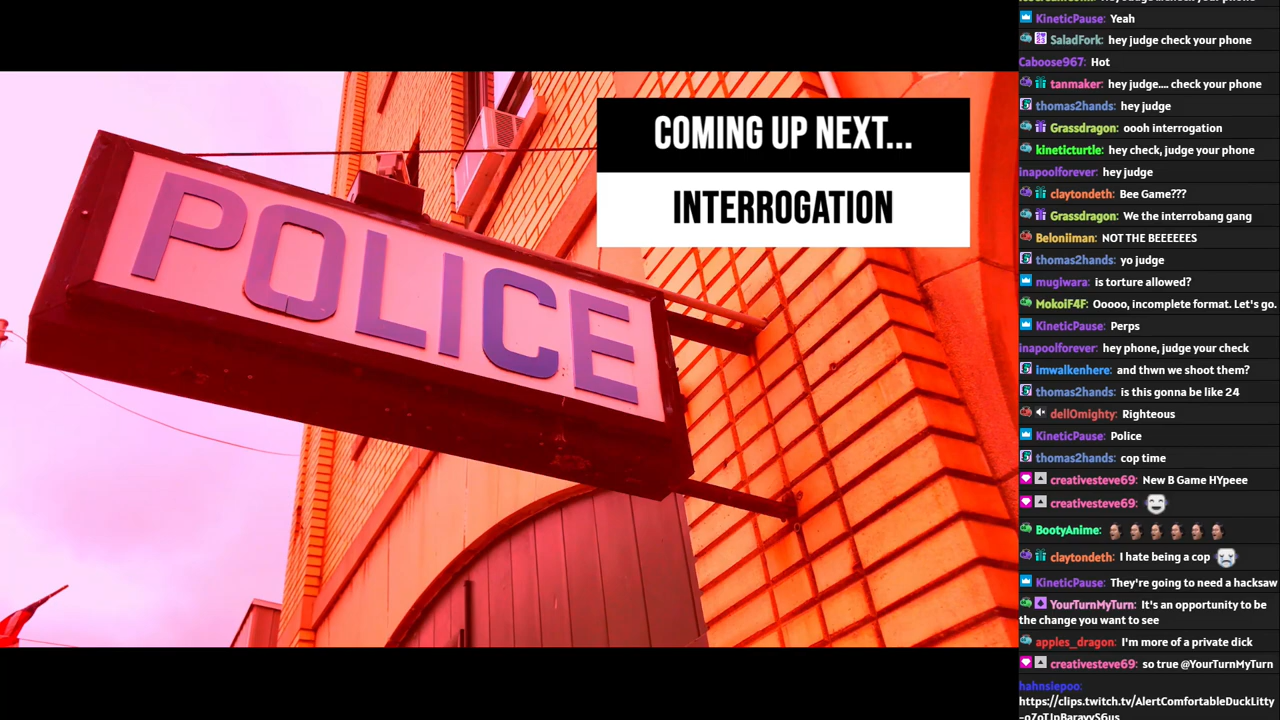 POLICE
COMING UP NEXT...
INTERROGATION
KineticPause: Yeah
SaladFork: hey judge check your phone
Caboose967: Hot
tanmaker: hey judge.... check your phone
thomas2hands: hey judge
Grassdragon: oooh interrogation
kineticturtle: hey check, judge your phone
inapoolforever: hey judge
claytondeth: Bee Game???
Grassdragon: We the interrobang gang
Beloniiman: NOT THE BEEEEEES
thomas2hands: yo judge
mugiwara: is torture allowed?
MokoiF4F: Ooooo, incomplete format. Let's go.
KineticPause: Perps
inapoolforever: hey phone, judge your check
imwalkenhere: and thwn we shoot them?
thomas2hands: is this gonna be like 24
dellOmighty: Righteous
KineticPause: Police
thomas2hands: cop time
creativesteve69: New B Game HYpeee
creativesteve69:
BootyAnime:
claytondeth: I hate being a cop
KineticPause: They're going to need a hacksaw
YourTurnMyTurn: It's an opportunity to be
the change you want to see
apples_dragon: I'm more of a private dick
creativesteve69: so true @YourTurnMyTurn
hahnsiepoo:
https://clips.twitch.tv/AlertComfortableDuckLitty